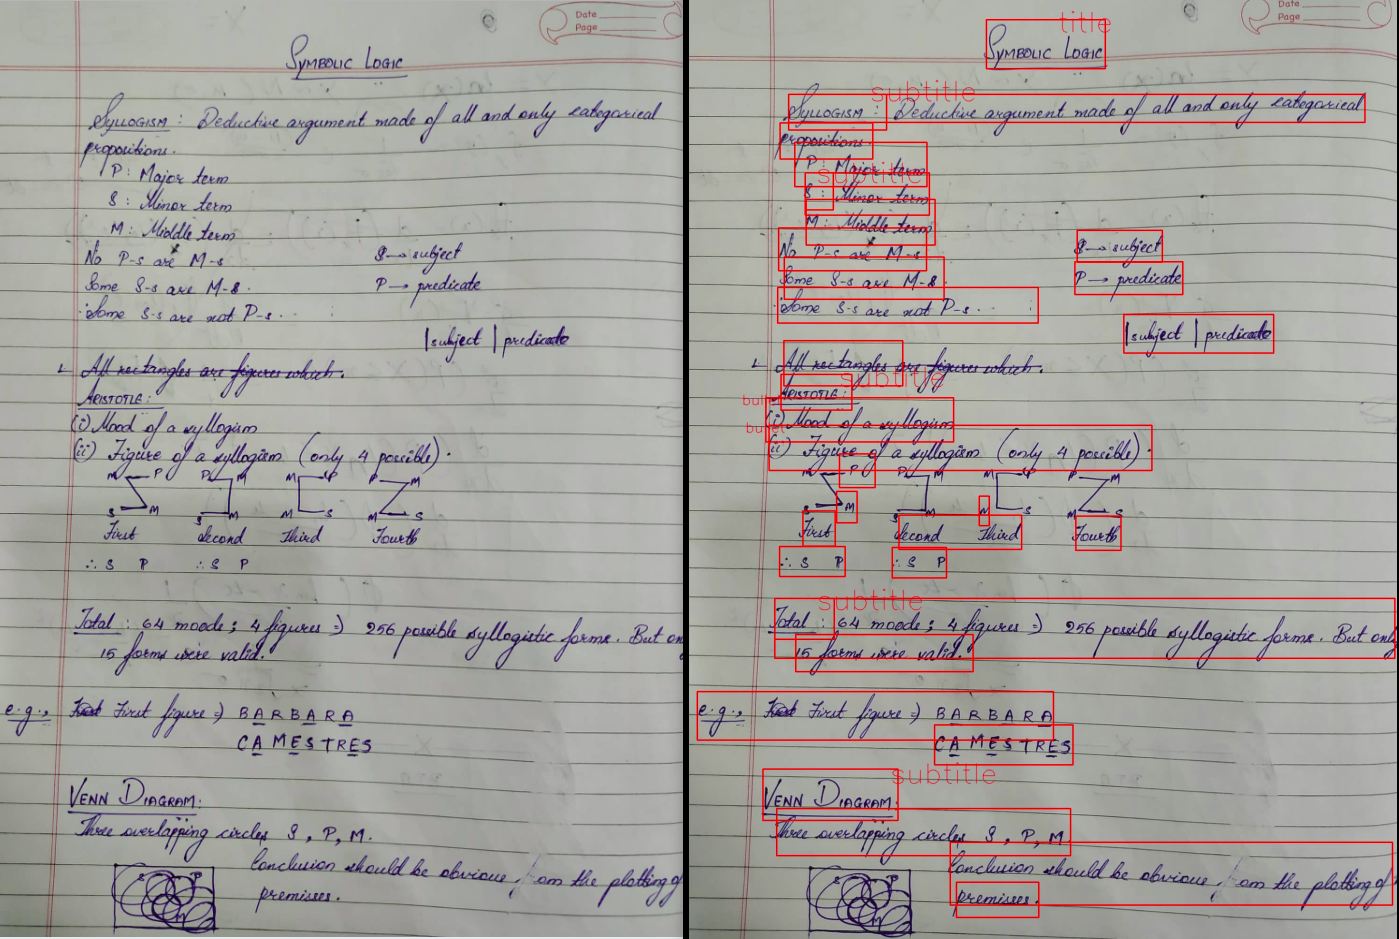 Date
Page
SYMBOLIC LOGIC
SYLLOGISM : Deductive argument made of all and only categorical
propositions.
P : Major term
S : Minor term
M : Middle term
No P-s are M-s
S → subject
Some S-s are M-s.
P → predicate
∴ Some S-s are not P-s.
| subject | predicate
All rectangles are figures which.
ARISTOTLE:
(i) Mood of a syllogism
(ii) Figure of a syllogism (only 4 possible).
M P P M M P P M
S M S M M S M S
First Second Third Fourth
∴ S P ∴ S P
Total : 64 moods; 4 figures ⇒ 256 possible syllogistic forms. But only
15 forms were valid.
e.g., First figure ⇒ BARBARA
CAMESTRES
VENN DIAGRAM:
Three overlapping circles S, P, M.
S P
M
Conclusion should be obvious from the plotting of
premisses.
Date
Page
title
SYMBOLIC LOGIC
subtitle
SYLLOGISM : Deductive argument made of all and only categorical
propositions.
P : Major term
subtitle
S : Minor term
M : Middle term
No P-s are M-s
S → subject
Some S-s are M-s
P → predicate
∴ Some S-s are not P-s.
| subject | predicate
All rectangles are figures which.
subtitle
ARISTOTLE:
bullet
(i) Mood of a syllogism
bullet
(ii) Figure of a syllogism (only 4 possible).
M P P M M P P M
S M S M M S M S
First Second Third Fourth
∴ S P ∴ S P
subtitle
Total : 64 moods; 4 figures ⇒ 256 possible syllogistic forms. But only
15 forms were valid.
e.g., First figure ⇒ BARBARA
CAMESTRES
subtitle
VENN DIAGRAM:
Three overlapping circles S, P, M
S P
M
Conclusion should be obvious from the plotting of
premisses.